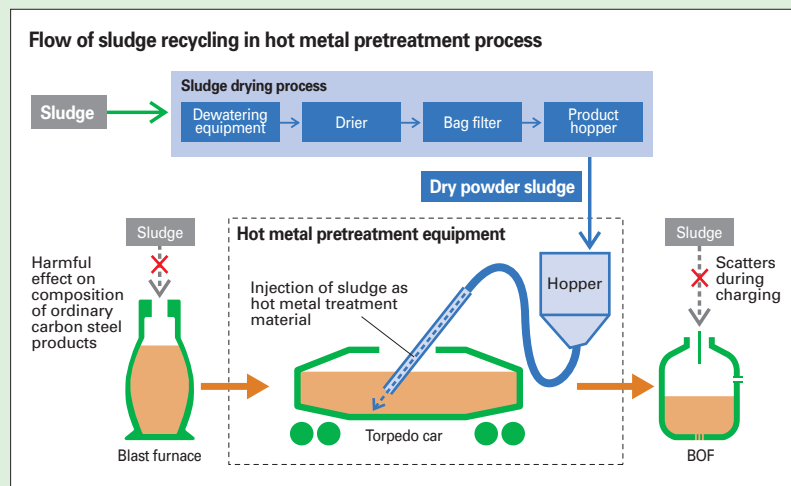 Flow of sludge recycling in hot metal pretreatment process
Sludge drying process
Sludge
Dewatering
equipment
Drier
Bag filter
Product
hopper
Dry powder sludge
Sludge
Harmful
effect on
composition
of ordinary
carbon steel
products
Blast furnace
Hot metal pretreatment equipment
Injection of sludge as
hot metal treatment
material
Hopper
Torpedo car
Sludge
Scatters
during
charging
BOF